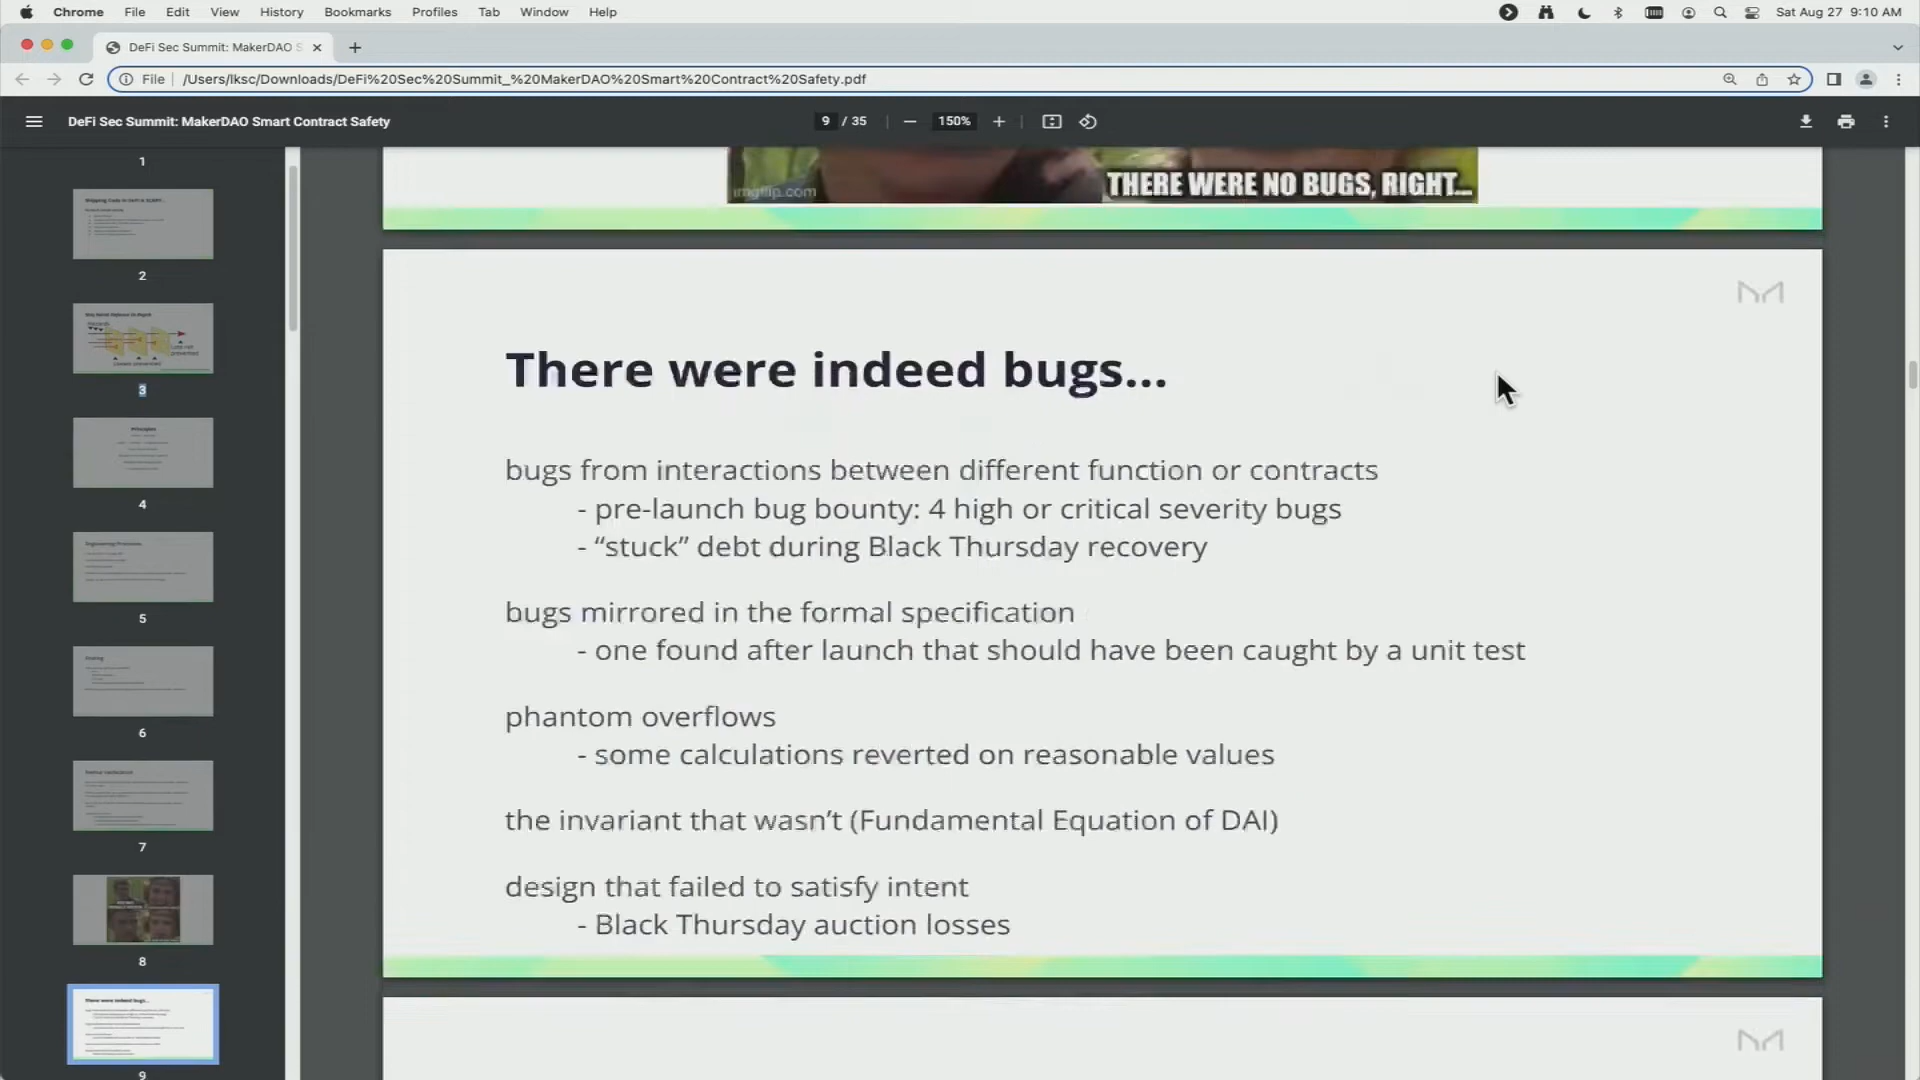 Chrome File Edit View History Bookmarks Profiles Tab Window Help Sat Aug 27 9:10 AM
DeFi Sec Summit: MakerDAO S
File /Users/lksc/Downloads/DeFi%20Sec%20Summit_%20MakerDAO%20Smart%20Contract%20Safety.pdf
DeFi Sec Summit: MakerDAO Smart Contract Safety 9 / 35 150%
1
2
3
4
5
6
7
8
There were indeed bugs...
9
imgflip.com
THERE WERE NO BUGS, RIGHT...
There were indeed bugs...
bugs from interactions between different function or contracts
- pre-launch bug bounty: 4 high or critical severity bugs
- “stuck” debt during Black Thursday recovery
bugs mirrored in the formal specification
- one found after launch that should have been caught by a unit test
phantom overflows
- some calculations reverted on reasonable values
the invariant that wasn’t (Fundamental Equation of DAI)
design that failed to satisfy intent
- Black Thursday auction losses